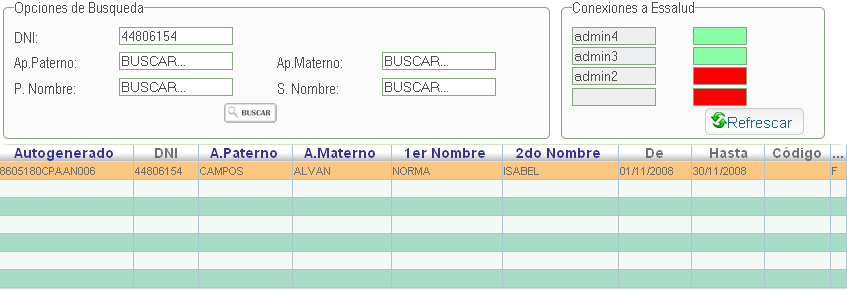 Opciones de Busqueda
DNI: 44806154
Ap.Paterno: BUSCAR... Ap.Materno: BUSCAR...
P. Nombre: BUSCAR... S. Nombre: BUSCAR...
BUSCAR
Conexiones a Essalud
admin4
admin3
admin2
Refrescar
Autogenerado DNI A.Paterno A.Materno 1er Nombre 2do Nombre De Hasta Código ...
8605180CPAAN006 44806154 CAMPOS ALVAN NORMA ISABEL 01/11/2008 30/11/2008 F